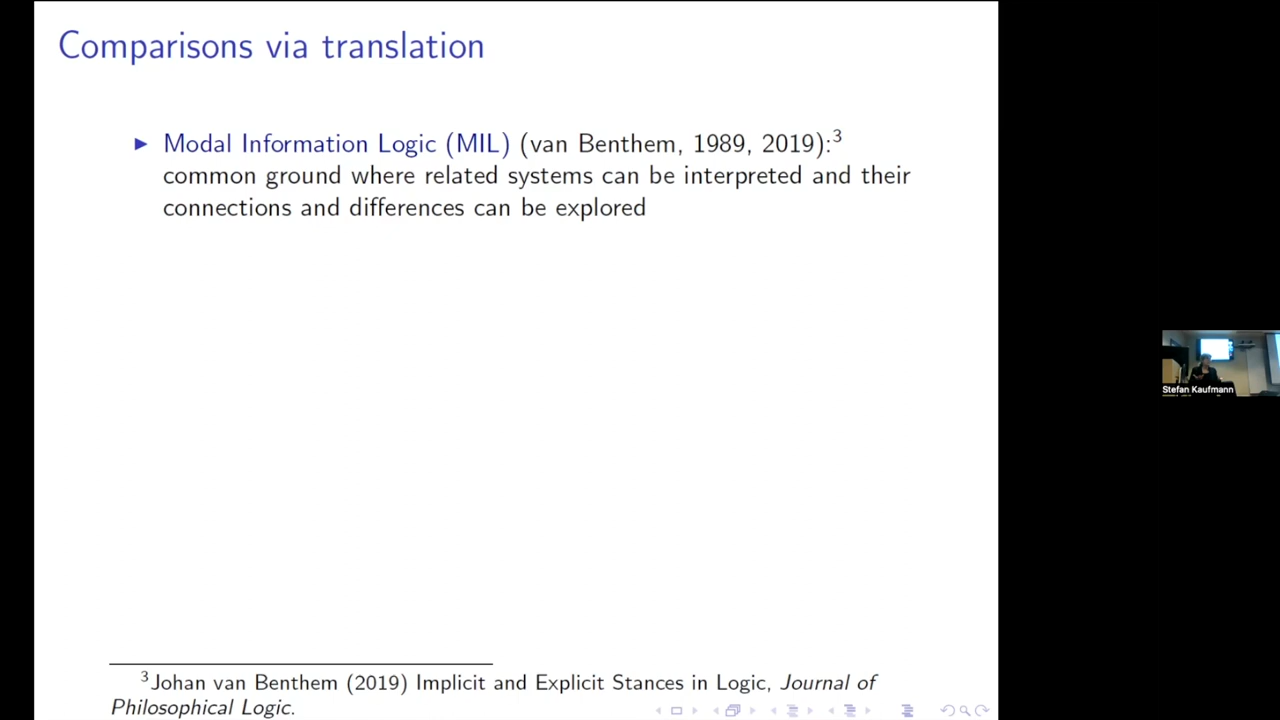 Comparisons via translation
▶ Modal Information Logic (MIL) (van Benthem, 1989, 2019):³
common ground where related systems can be interpreted and their
connections and differences can be explored
Stefan Kaufmann
³Johan van Benthem (2019) Implicit and Explicit Stances in Logic, Journal of
Philosophical Logic.